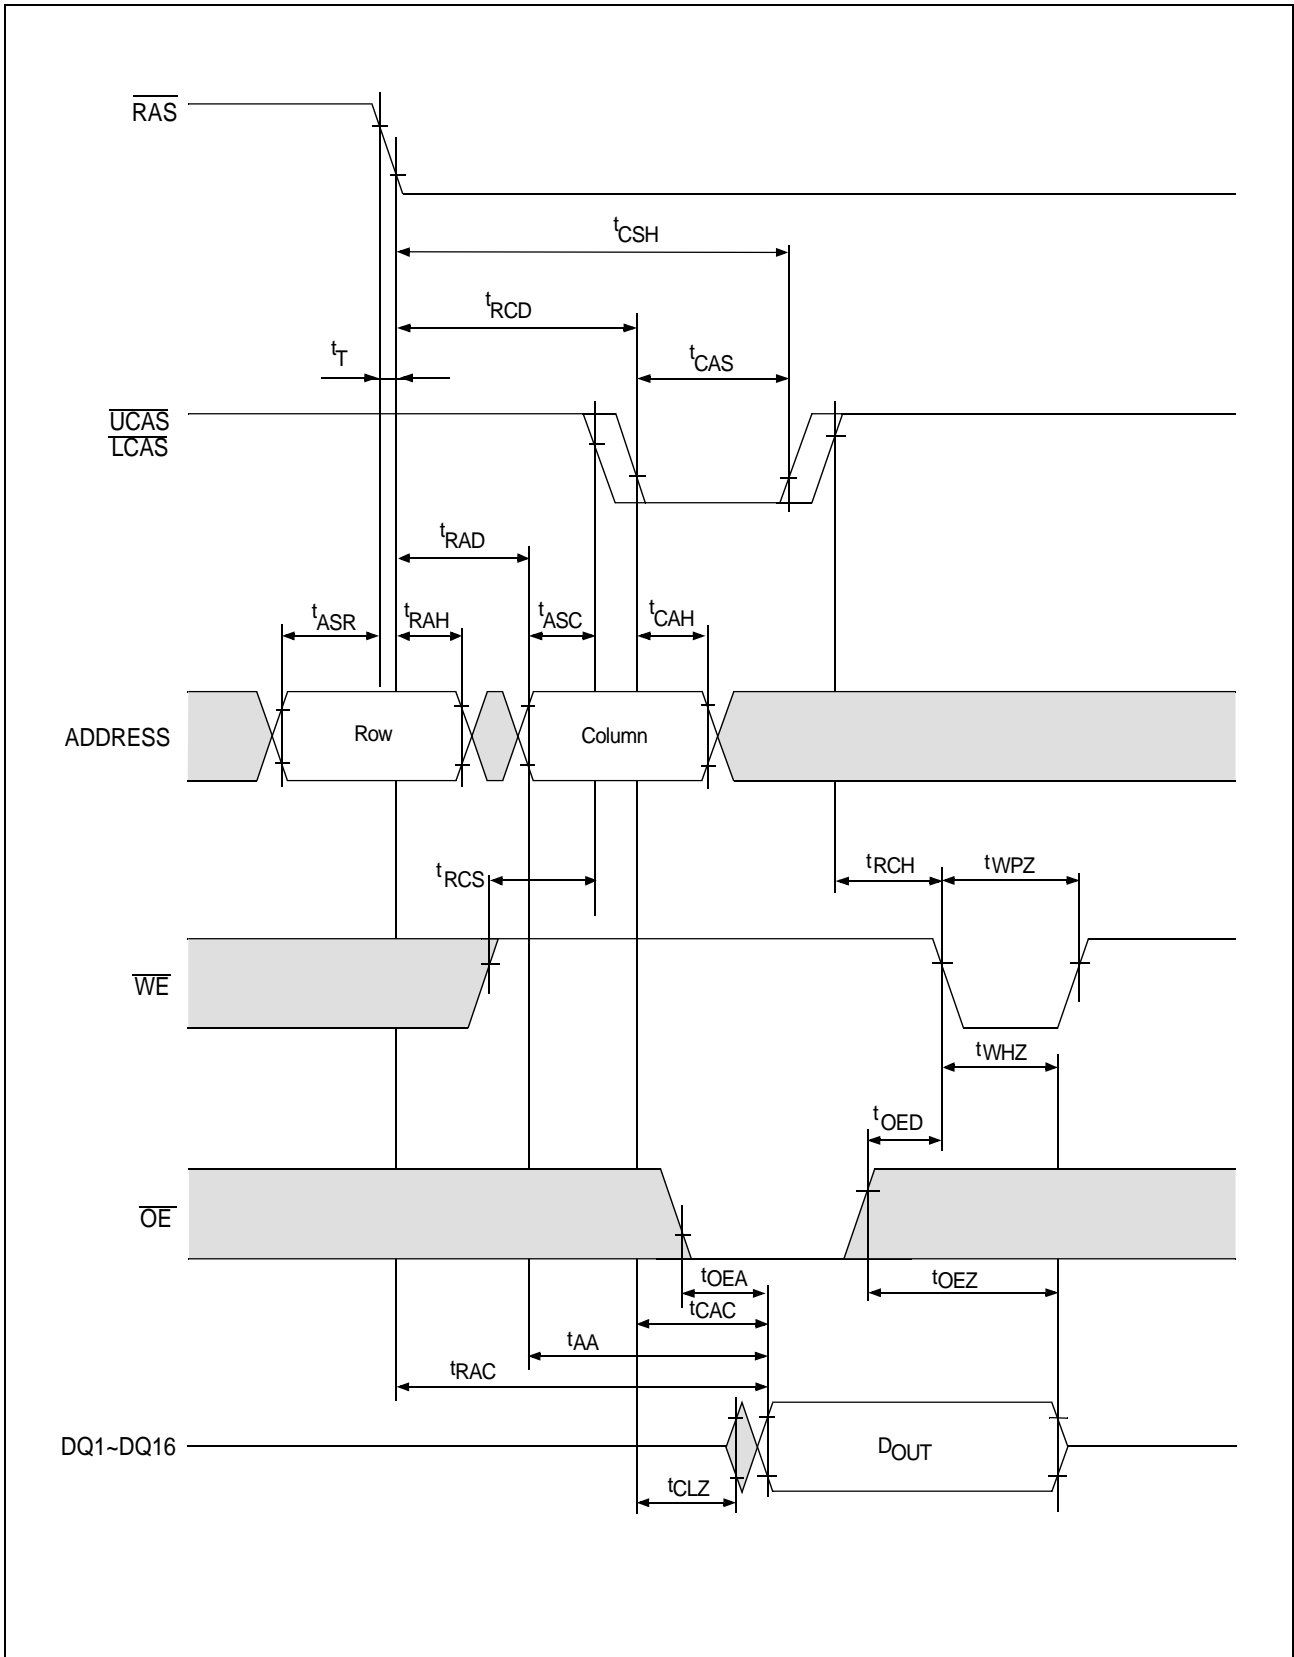 RAS
tCSH
tRCD
tT
tCAS
UCAS
LCAS
tRAD
tASR
tRAH
tASC
tCAH
ADDRESS
Row
Column
tRCS
tRCH
tWPZ
WE
tWHZ
tOED
OE
tOEA
tOEZ
tCAC
tAA
tRAC
DQ1~DQ16
DOUT
tCLZ